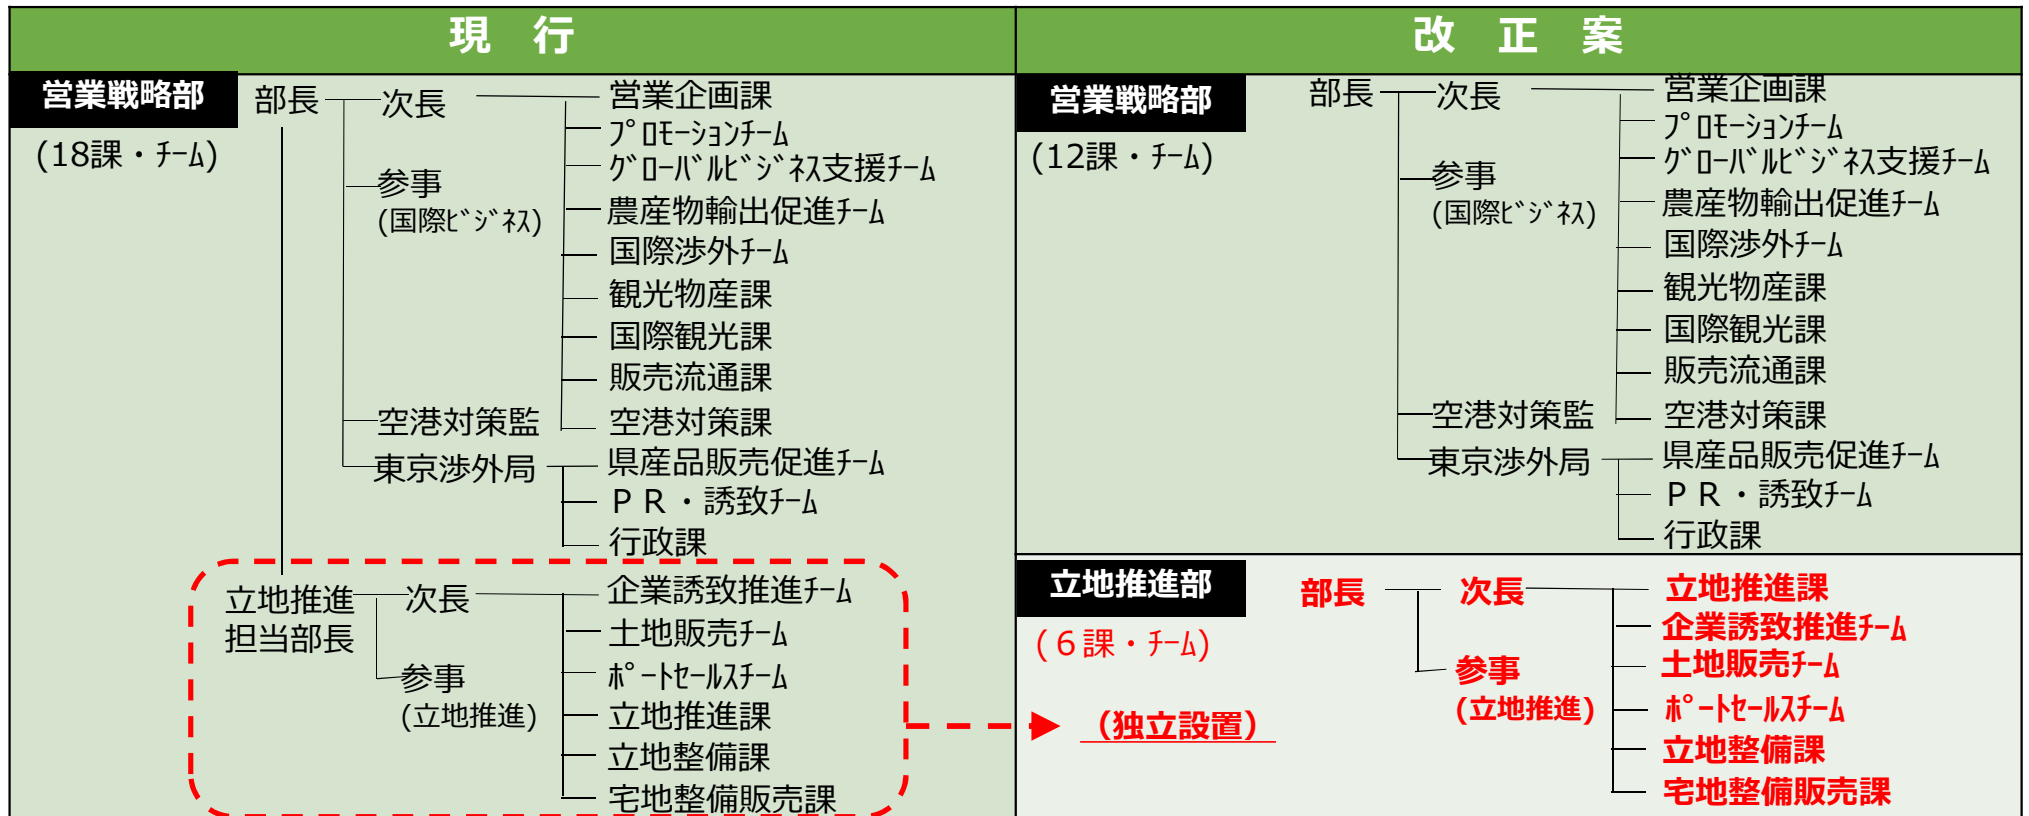 現　行
営業戦略部
(18課・ﾁｰﾑ)
部長
次長
参事
(国際ﾋﾞｼﾞﾈｽ)
空港対策監
東京渉外局
営業企画課
ﾌﾟﾛﾓｰｼｮﾝﾁｰﾑ
ｸﾞﾛｰﾊﾞﾙﾋﾞｼﾞﾈｽ支援ﾁｰﾑ
農産物輸出促進ﾁｰﾑ
国際渉外ﾁｰﾑ
観光物産課
国際観光課
販売流通課
空港対策課
県産品販売促進ﾁｰﾑ
ＰＲ・誘致ﾁｰﾑ
行政課
立地推進
担当部長
次長
参事
(立地推進)
企業誘致推進ﾁｰﾑ
土地販売ﾁｰﾑ
ﾎﾟｰﾄｾｰﾙｽﾁｰﾑ
立地推進課
立地整備課
宅地整備販売課
改　正　案
営業戦略部
(12課・ﾁｰﾑ)
部長
次長
参事
(国際ﾋﾞｼﾞﾈｽ)
空港対策監
東京渉外局
営業企画課
ﾌﾟﾛﾓｰｼｮﾝﾁｰﾑ
ｸﾞﾛｰﾊﾞﾙﾋﾞｼﾞﾈｽ支援ﾁｰﾑ
農産物輸出促進ﾁｰﾑ
国際渉外ﾁｰﾑ
観光物産課
国際観光課
販売流通課
空港対策課
県産品販売促進ﾁｰﾑ
ＰＲ・誘致ﾁｰﾑ
行政課
立地推進部
(６課・ﾁｰﾑ)
（独立設置）
部長
次長
参事
(立地推進)
立地推進課
企業誘致推進ﾁｰﾑ
土地販売ﾁｰﾑ
ﾎﾟｰﾄｾｰﾙｽﾁｰﾑ
立地整備課
宅地整備販売課